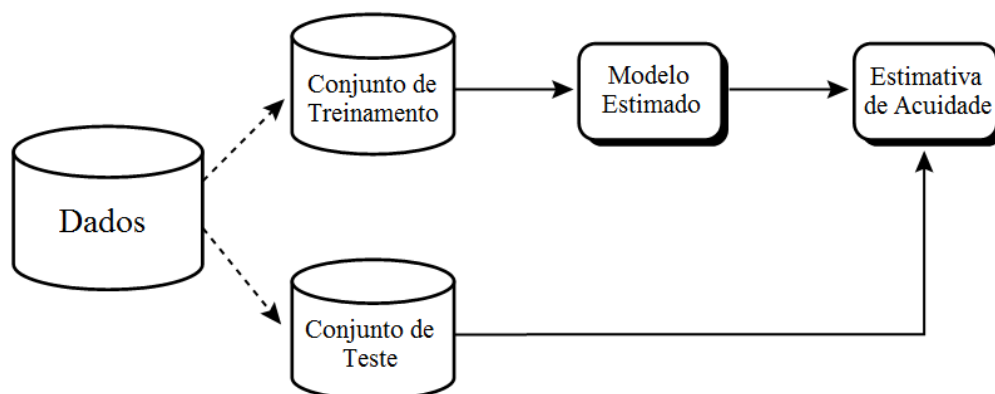 Conjunto de
Treinamento
Modelo
Estimado
Estimativa
de Acuidade
Dados
Conjunto de
Teste